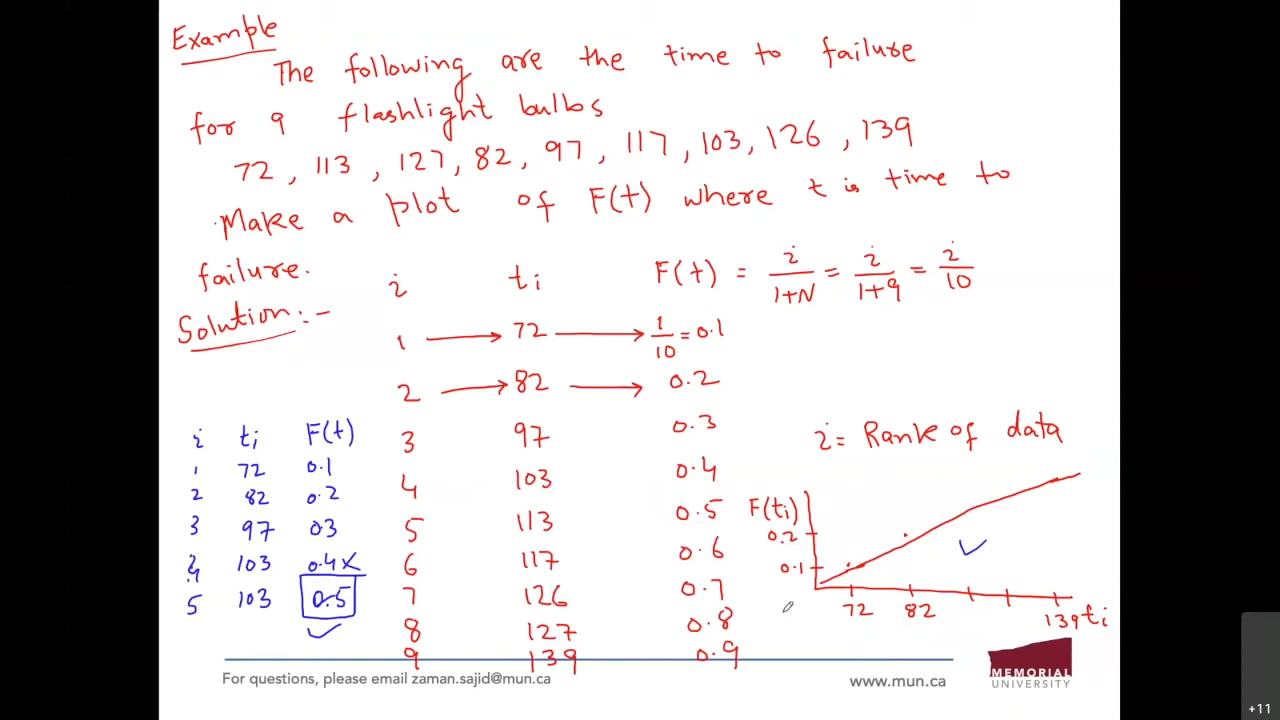 Example
The following are the time to failure
for 9 flashlight bulbs
72, 113, 127, 82, 97, 117, 103, 126, 139
Make a plot of F(t) where t is time to
failure.
Solution:-
i ti F(t) = i/1+N = i/1+9 = i/10
1 → 72 → 1/10 = 0.1
2 → 82 → 0.2
3 97 0.3
4 103 0.4
5 113 0.5
6 117 0.6
7 126 0.7
8 127 0.8
9 139 0.9
i ti F(t)
1 72 0.1
2 82 0.2
3 97 03
4 103 0.4x
5 103 0.5
i = Rank of data
F(ti)
0.2
0.1
72 82 139 ti
For questions, please email zaman.sajid@mun.ca
www.mun.ca
MEMORIAL
UNIVERSITY
+11